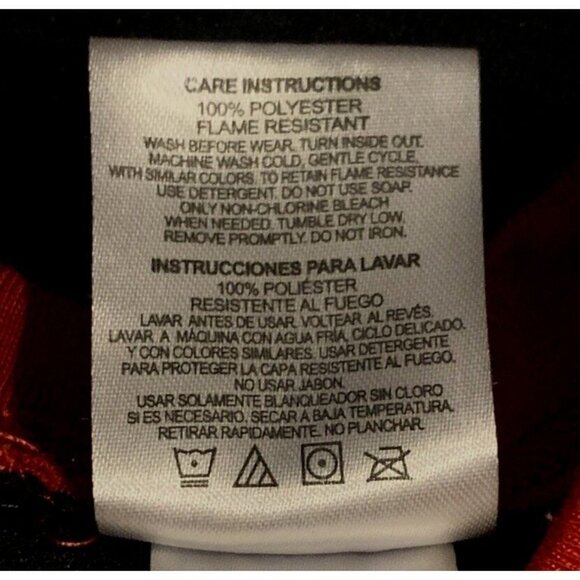 CARE INSTRUCTIONS
100% POLYESTER
FLAME RESISTANT
WASH BEFORE WEAR. TURN INSIDE OUT.
MACHINE WASH COLD, GENTLE CYCLE,
WITH SIMILAR COLORS. TO RETAIN FLAME RESISTANCE
USE DETERGENT. DO NOT USE SOAP.
ONLY NON-CHLORINE BLEACH
WHEN NEEDED. TUMBLE DRY LOW.
REMOVE PROMPTLY. DO NOT IRON.
INSTRUCCIONES PARA LAVAR
100% POLIÉSTER
RESISTENTE AL FUEGO
LAVAR ANTES DE USAR. VOLTEAR AL REVÉS.
LAVAR A MÁQUINA CON AGUA FRÍA, CICLO DELICADO.
Y CON COLORES SIMILARES. USAR DETERGENTE
PARA PROTEGER LA CAPA RESISTENTE AL FUEGO.
NO USAR JABON.
USAR SOLAMENTE BLANQUEADOR SIN CLORO
SI ES NECESARIO. SECAR A BAJA TEMPERATURA.
RETIRAR RAPIDAMENTE. NO PLANCHAR.